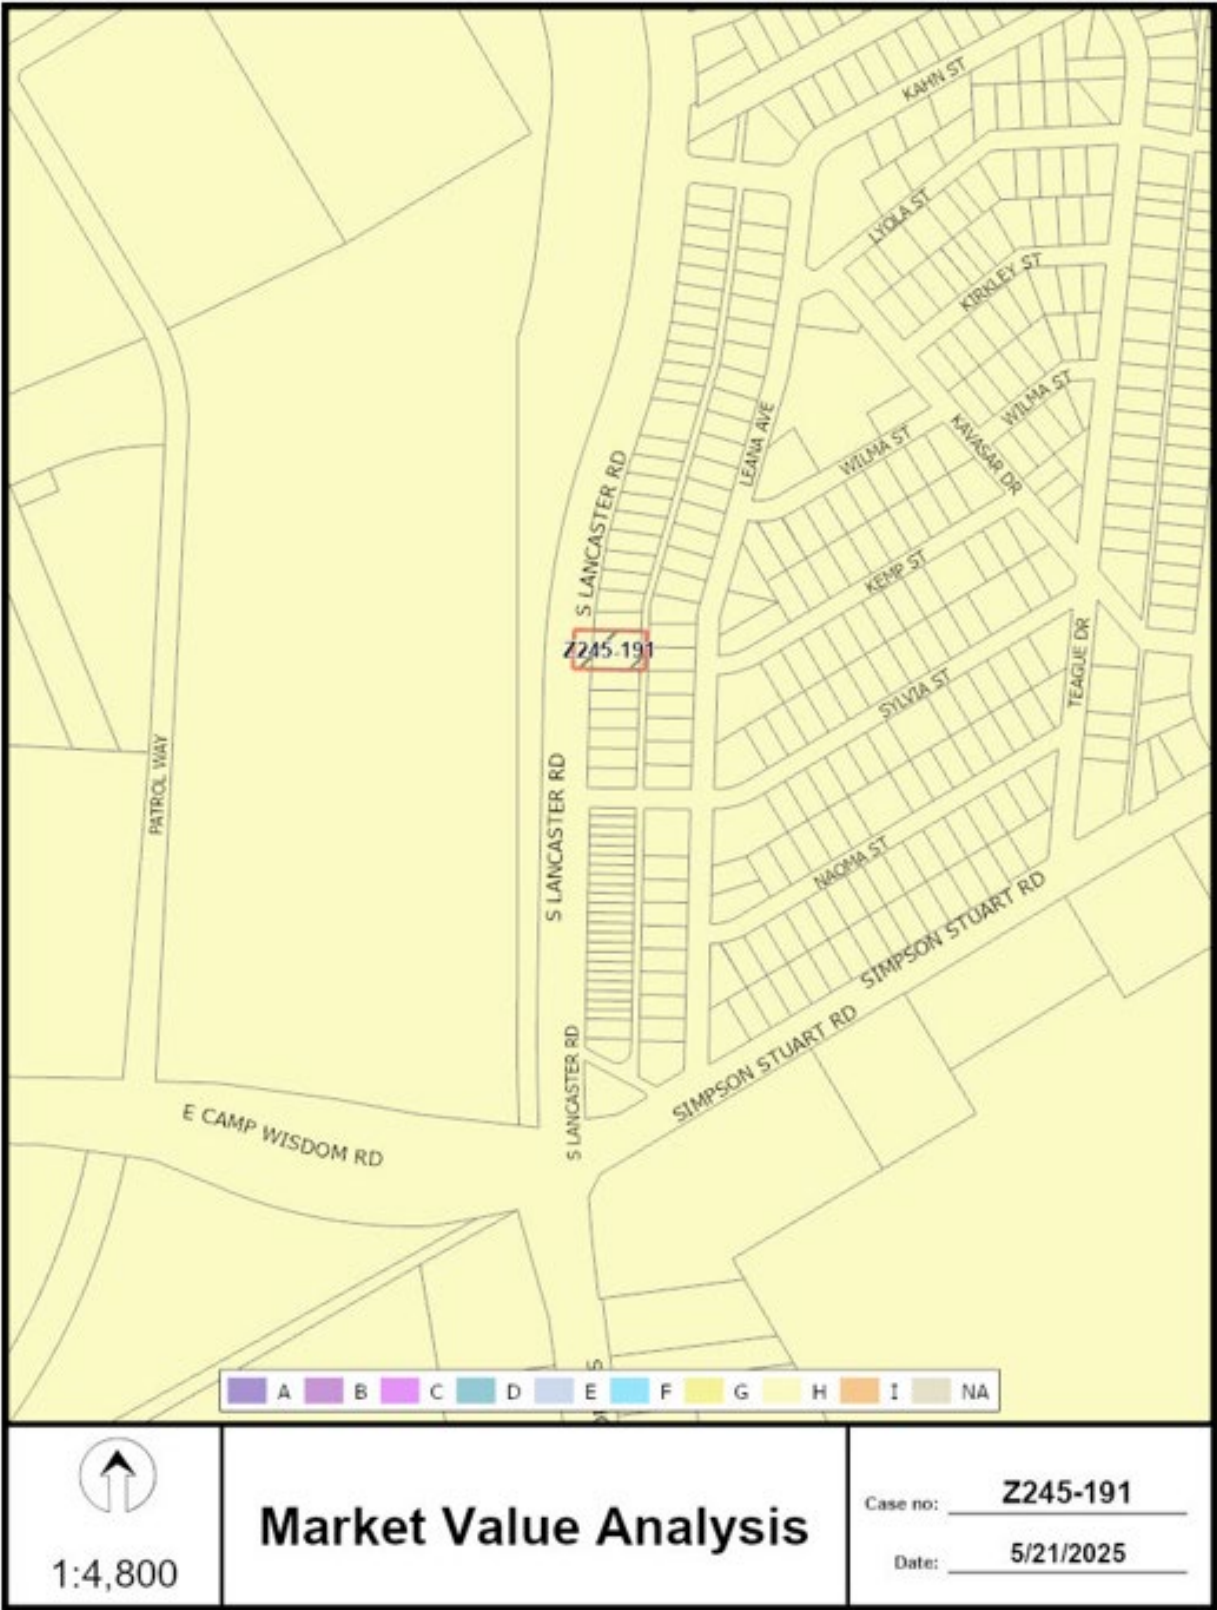 KAHN ST
LYOLA ST
KIRKLEY ST
WILMA ST
LEANA AVE
WILMA ST
KAVASAR DR
S LANCASTER RD
KEMP ST
Z245-191
TEAGUE DR
SYLVIA ST
PATROL WAY
S LANCASTER RD
NAOMA ST
SIMPSON STUART RD
SIMPSON STUART RD
S LANCASTER RD
E CAMP WISDOM RD
S
A B C D E F G H I NA
1:4,800
Market Value Analysis
Case no: Z245-191
Date: 5/21/2025